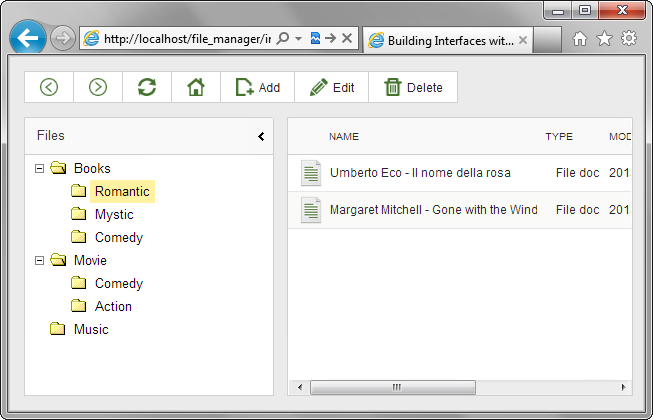 http://localhost/file_manager/ir
Building Interfaces wit...
Add
Edit
Delete
Files
Books
Romantic
Mystic
Comedy
Movie
Comedy
Action
Music
NAME TYPE MOD
Umberto Eco - Il nome della rosa File doc 201
Margaret Mitchell - Gone with the Wind File doc 201